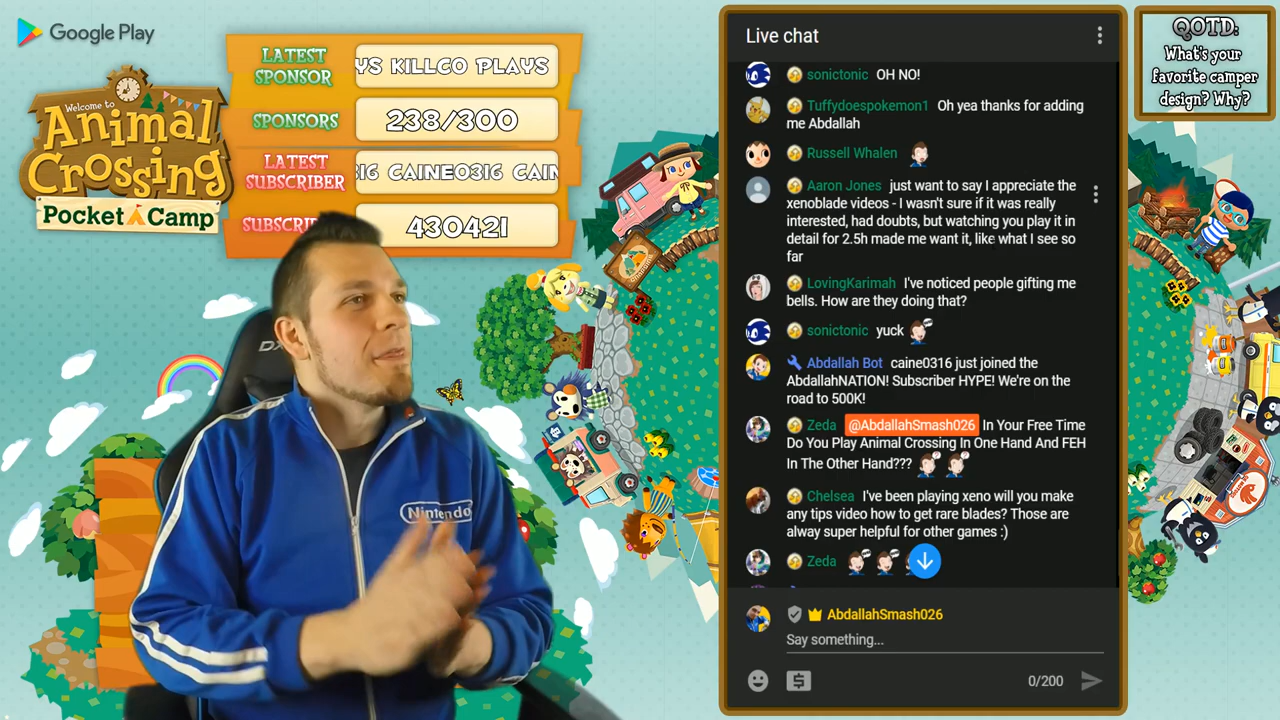 Google Play
Welcome to
Animal
Crossing
Pocket Camp
LATEST
SPONSOR
YS KILLCO PLAYS
SPONSORS
238/300
LATEST
SUBSCRIBER
316 CAINE0316 CAIN
SUBSCRI
430421
Nintendo
Live chat
sonictonic OH NO!
Tuffydoespokemon1 Oh yea thanks for adding
me Abdallah
Russell Whalen
Aaron Jones just want to say I appreciate the
xenoblade videos - I wasn't sure if it was really
interested, had doubts, but watching you play it in
detail for 2.5h made me want it, like what I see so
far
LovingKarimah I've noticed people gifting me
bells. How are they doing that?
sonictonic yuck
Abdallah Bot caine0316 just joined the
AbdallahNATION! Subscriber HYPE! We're on the
road to 500K!
Zeda @AbdallahSmash026 In Your Free Time
Do You Play Animal Crossing In One Hand And FEH
In The Other Hand???
Chelsea I've been playing xeno will you make
any tips video how to get rare blades? Those are
alway super helpful for other games :)
Zeda
AbdallahSmash026
Say something...
0/200
QOTD:
What's your
favorite camper
design? Why?